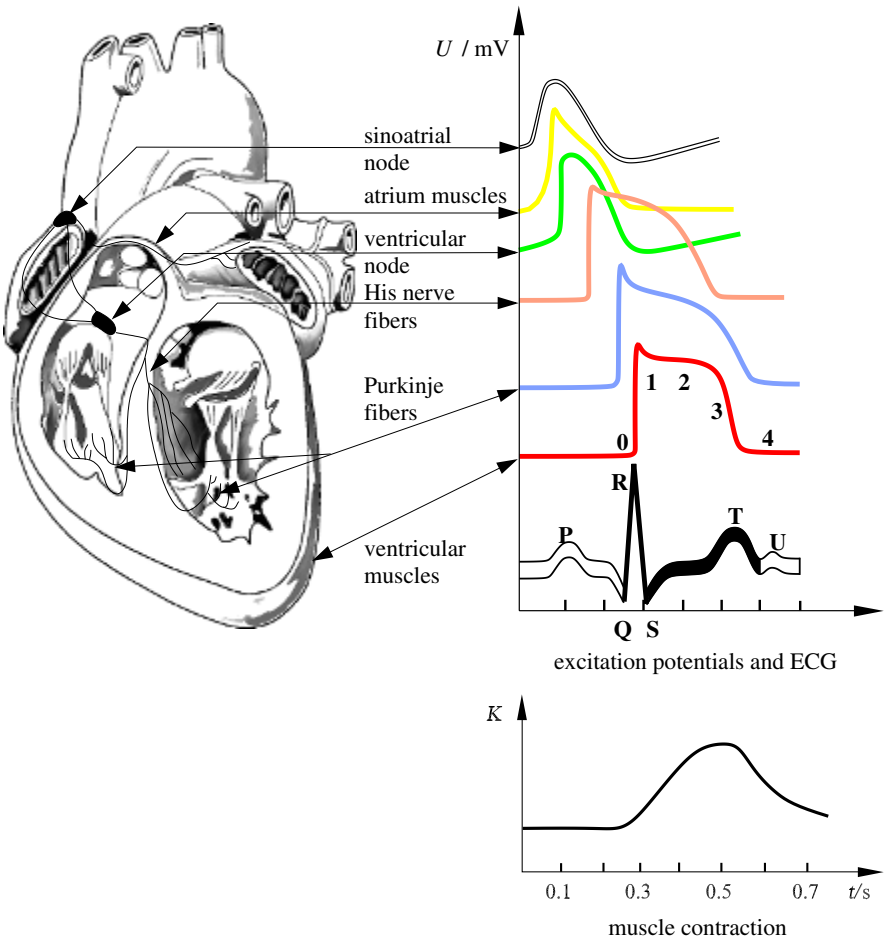 U / mV
sinoatrial
node
atrium muscles
ventricular
node
His nerve
fibers
Purkinje
fibers
ventricular
muscles
1
2
3
0
4
R
P
T
U
Q S
excitation potentials and ECG
K
0.1 0.3 0.5 0.7 t/s
muscle contraction